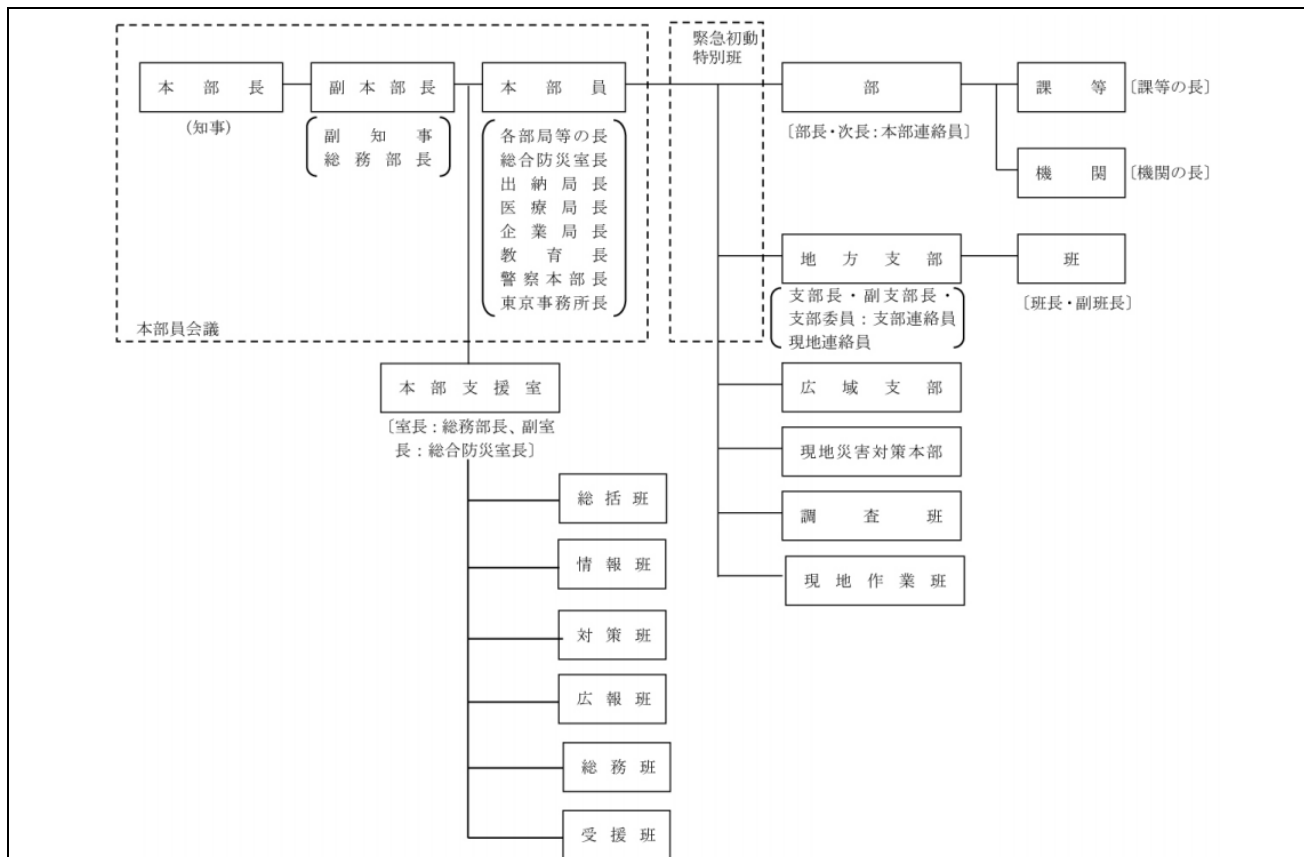 緊急初動
特別班
本部長
副本部長
本部員
部
課等
〔課等の長〕
(知事)
副知事
総務部長
各部局等の長
総合防災室長
出納局長
医療局長
企業局長
教育長
警察本部長
東京事務所長
〔部長・次長：本部連絡員〕
機関
〔機関の長〕
地方支部
班
支部長・副支部長・
支部委員：支部連絡員
現地連絡員
〔班長・副班長〕
本部員会議
本部支援室
〔室長：総務部長、副室
長：総合防災室長〕
広域支部
現地災害対策本部
調査班
現地作業班
総括班
情報班
対策班
広報班
総務班
受援班